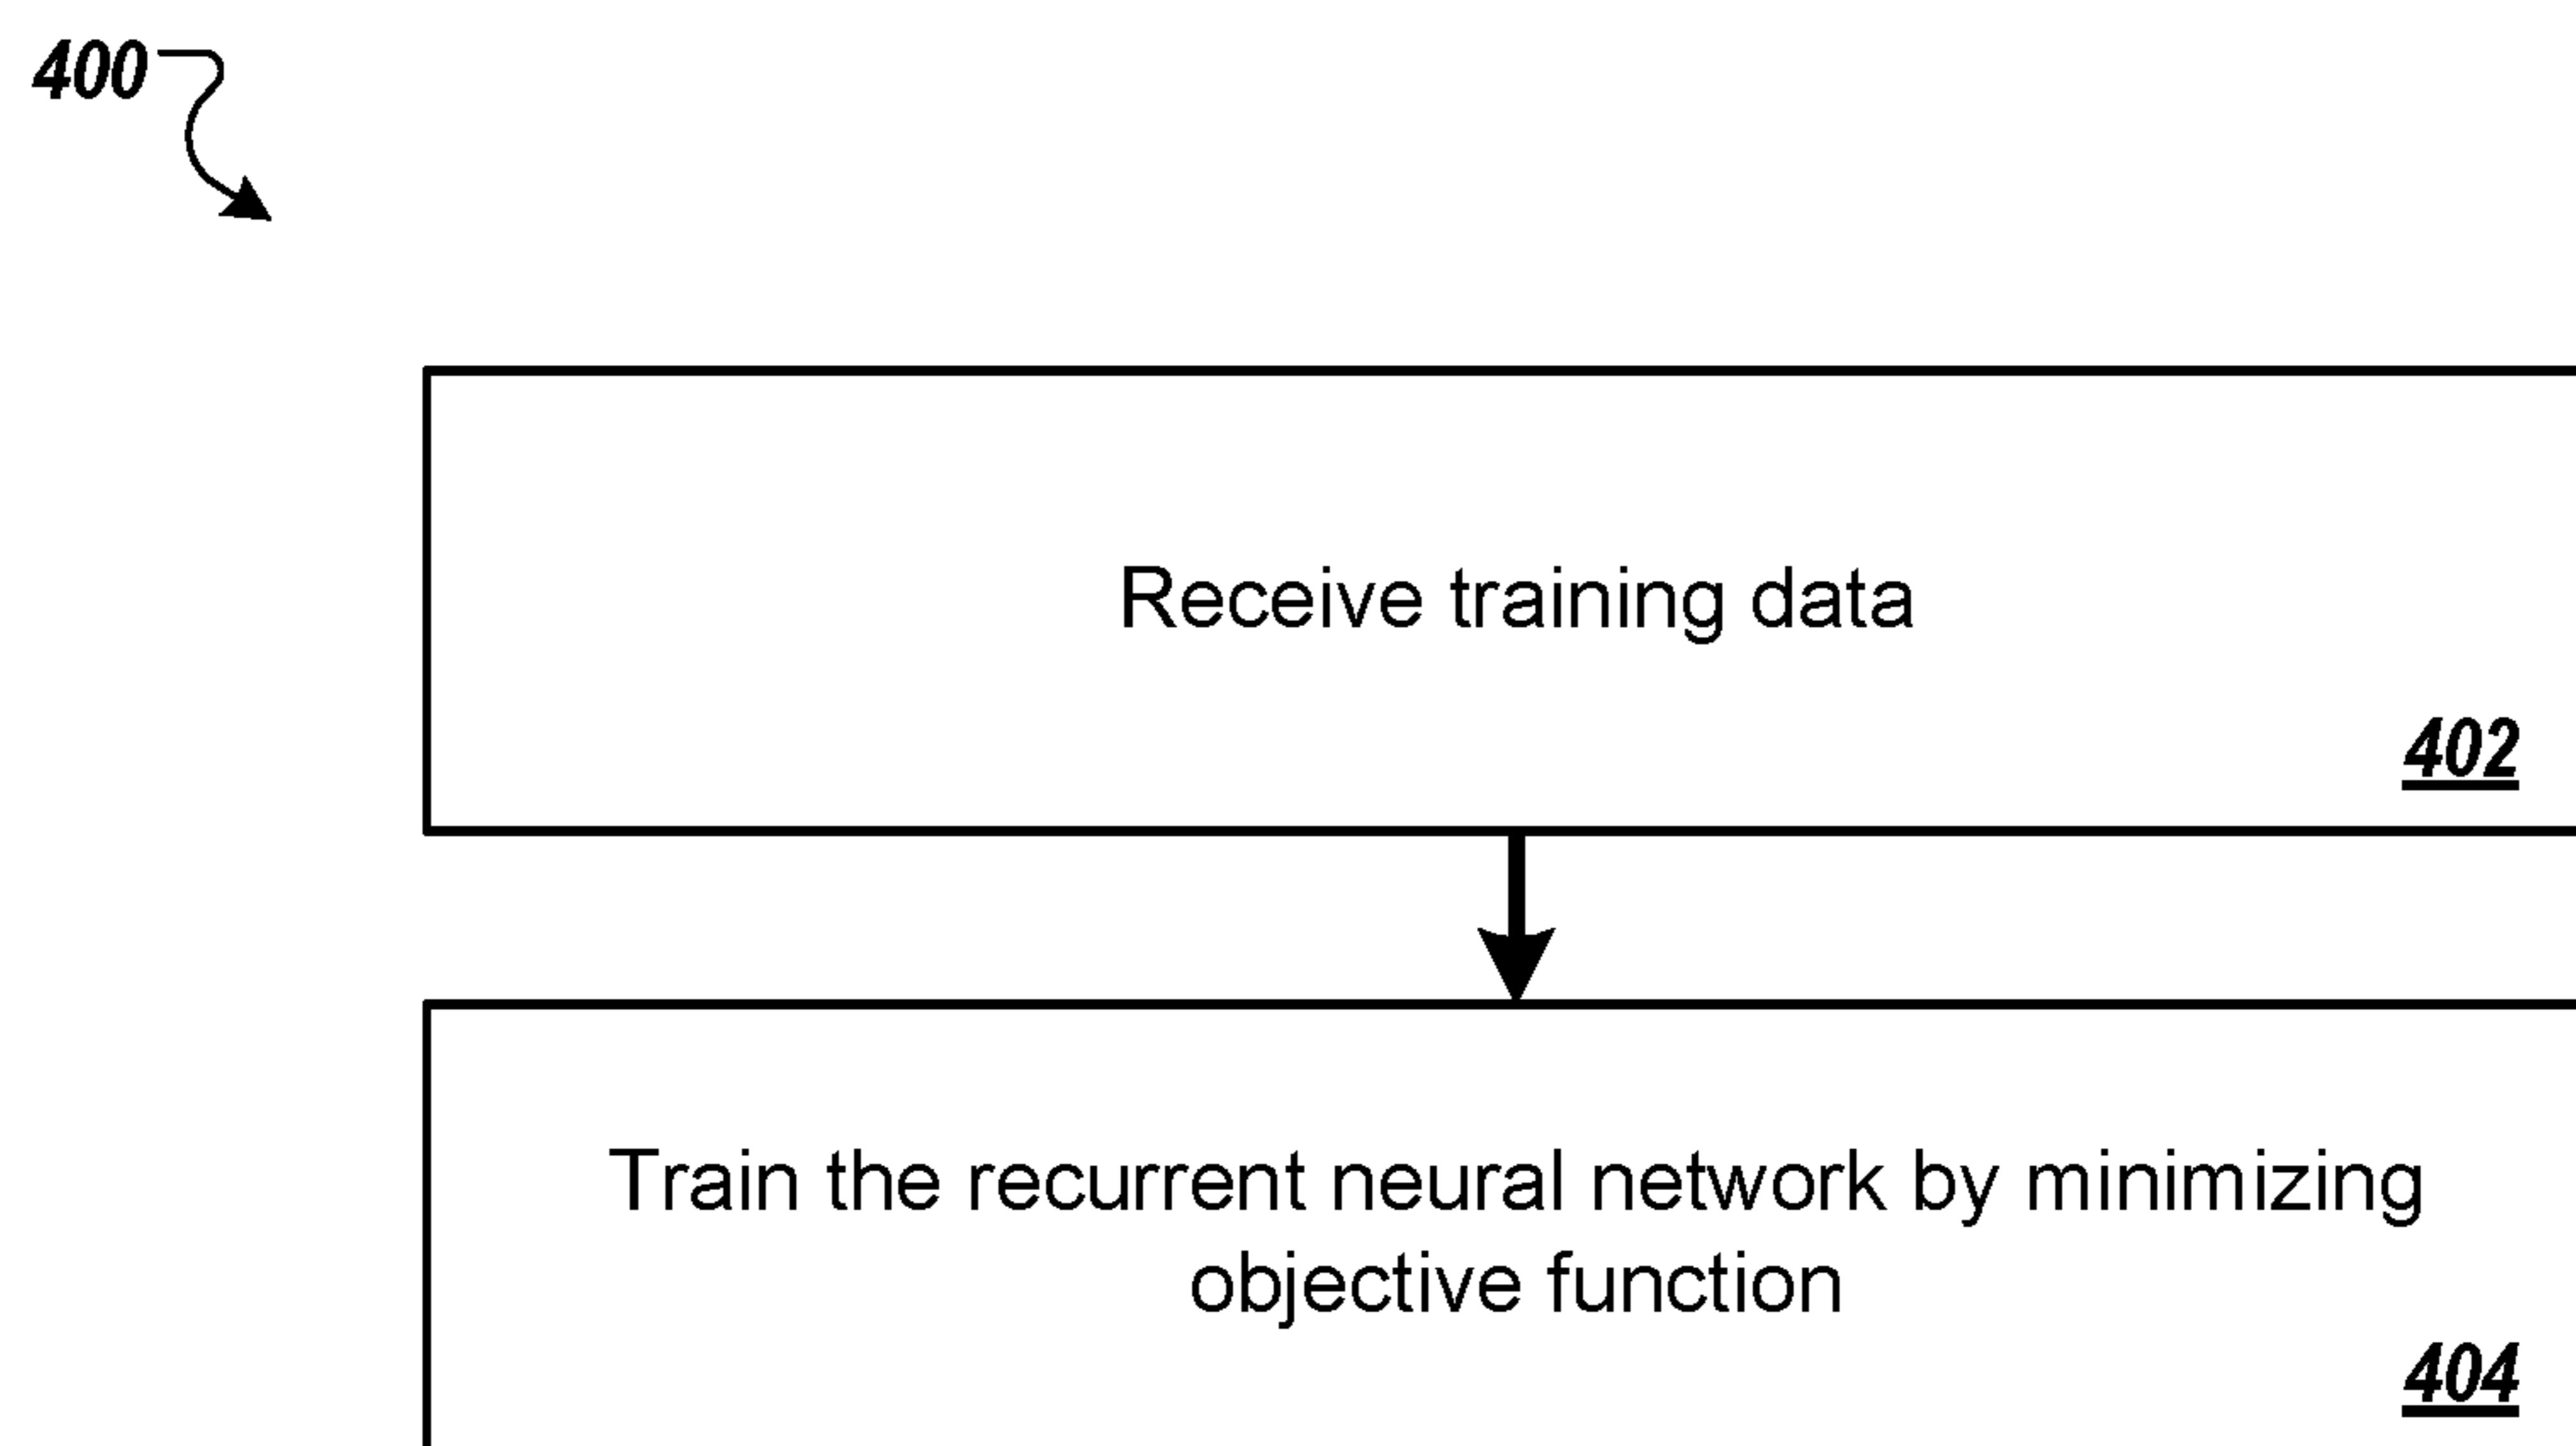 400
Receive training data
402
Train the recurrent neural network by minimizing
objective function
404